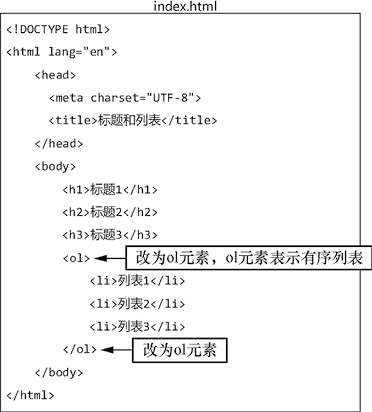 index.html
<!DOCTYPE html>
<html lang="en">
<head>
<meta charset="UTF-8">
<title>标题和列表</title>
</head>
<body>
<h1>标题1</h1>
<h2>标题2</h2>
<h3>标题3</h3>
<ol> 改为ol元素，ol元素表示有序列表
<li>列表1</li>
<li>列表2</li>
<li>列表3</li>
</ol> 改为ol元素
</body>
</html>